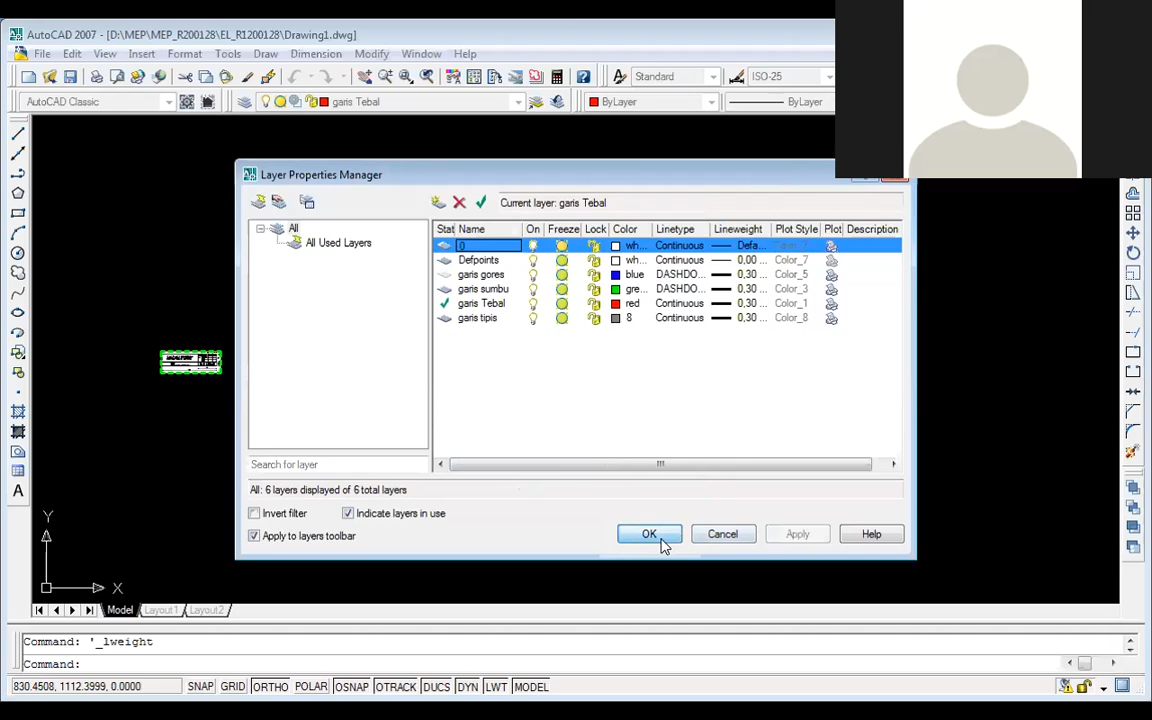 AutoCAD 2007 - [D:\MEP\MEP_R200128\EL_R1200128\Drawing1.dwg]
File Edit View Insert Format Tools Draw Dimension Modify Window Help
Standard ISO-25
AutoCAD Classic garis Tebal ByLayer ByLayer
Layer Properties Manager
Current layer: garis Tebal
All
All Used Layers
Stat Name On Freeze Lock Color Linetype Lineweight Plot Style Plot Description
0 wh... Continuous Defa...
Defpoints wh... Continuous 0,00 ... Color_7
garis gores blue DASHDO... 0,30 ... Color_5
garis sumbu gre... DASHDO... 0,30 ... Color_3
garis Tebal red Continuous 0,30 ... Color_1
garis tipis 8 Continuous 0,30 ... Color_8
Search for layer
All: 6 layers displayed of 6 total layers
Invert filter Indicate layers in use
Apply to layers toolbar
OK Cancel Apply Help
Y
X
Model Layout1 Layout2
Command: '_lweight
Command:
830.4508, 1112.3999, 0.0000 SNAP GRID ORTHO POLAR OSNAP OTRACK DUCS DYN LWT MODEL